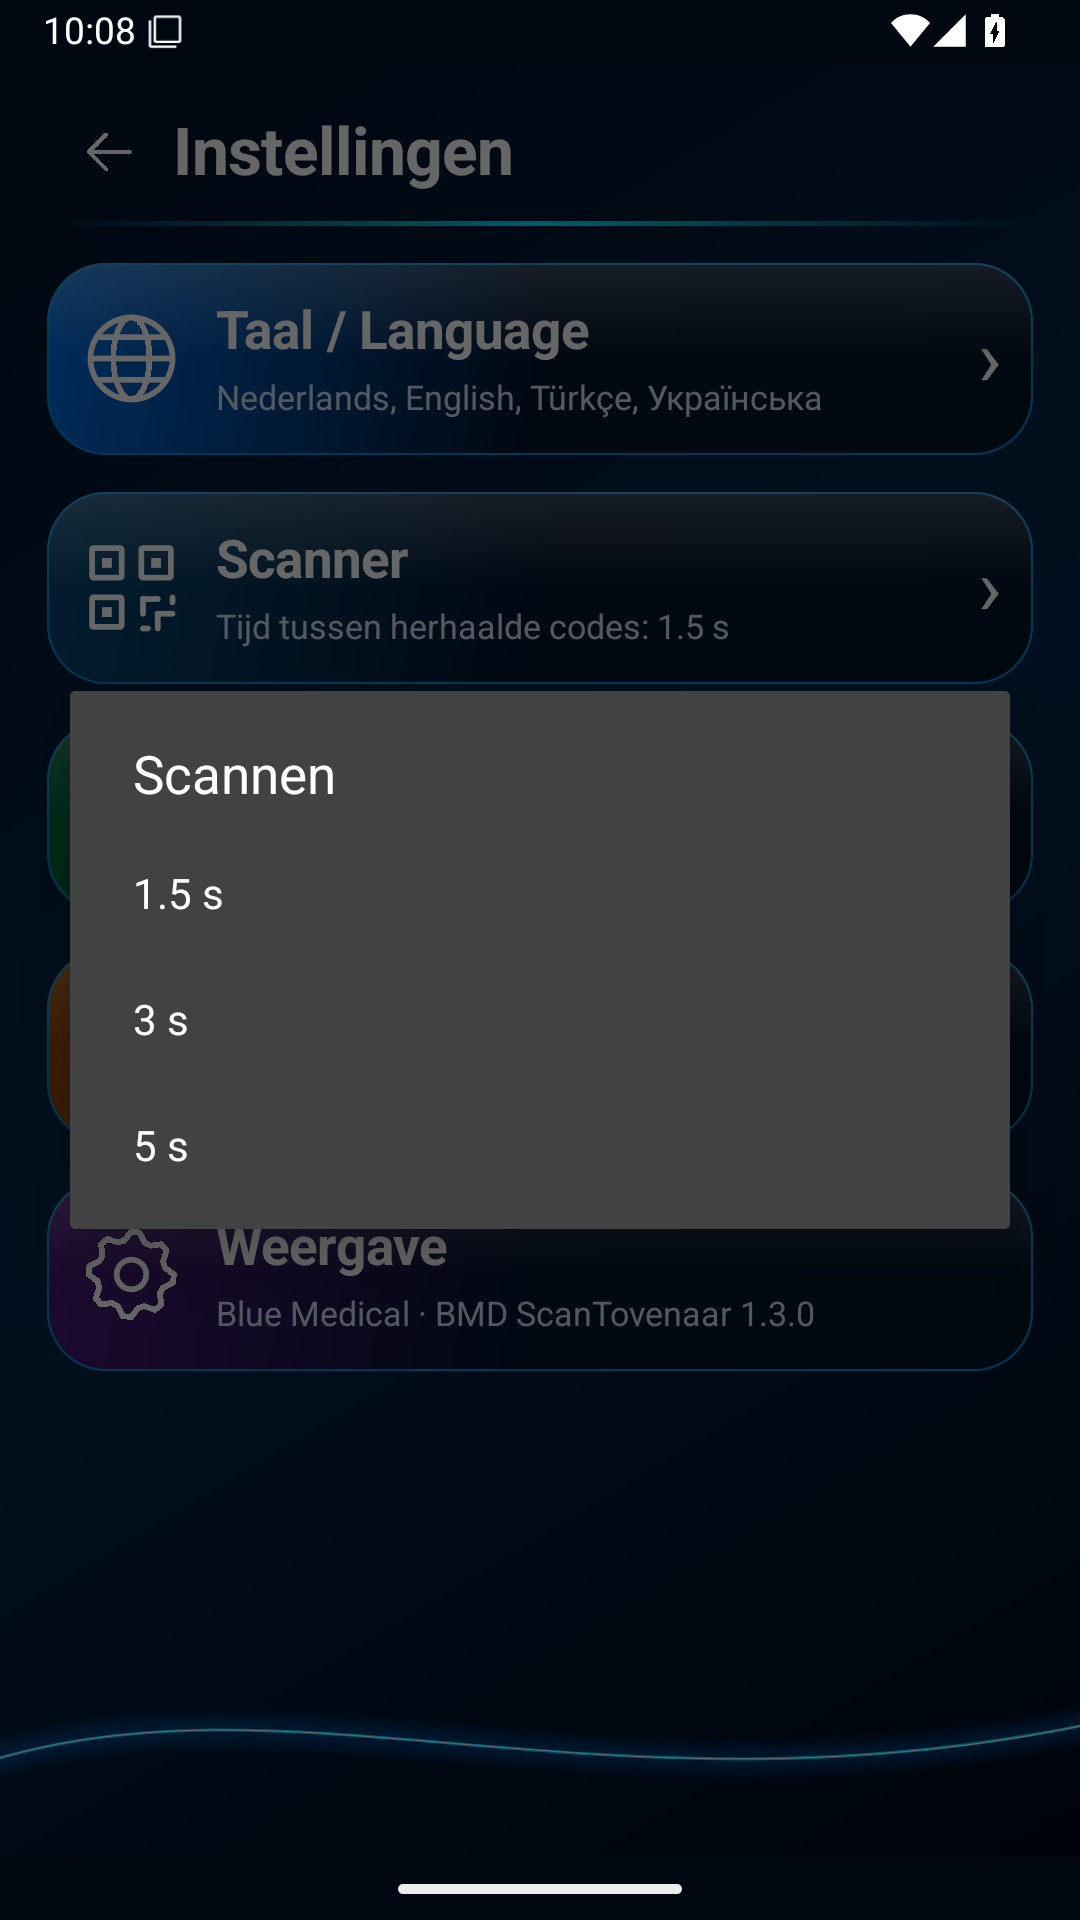 10:08
Instellingen
Taal / Language
Nederlands, English, Türkçe, Українська
Scanner
Tijd tussen herhaalde codes: 1.5 s
Scannen
1.5 s
3 s
5 s
Weergave
Blue Medical · BMD ScanTovenaar 1.3.0